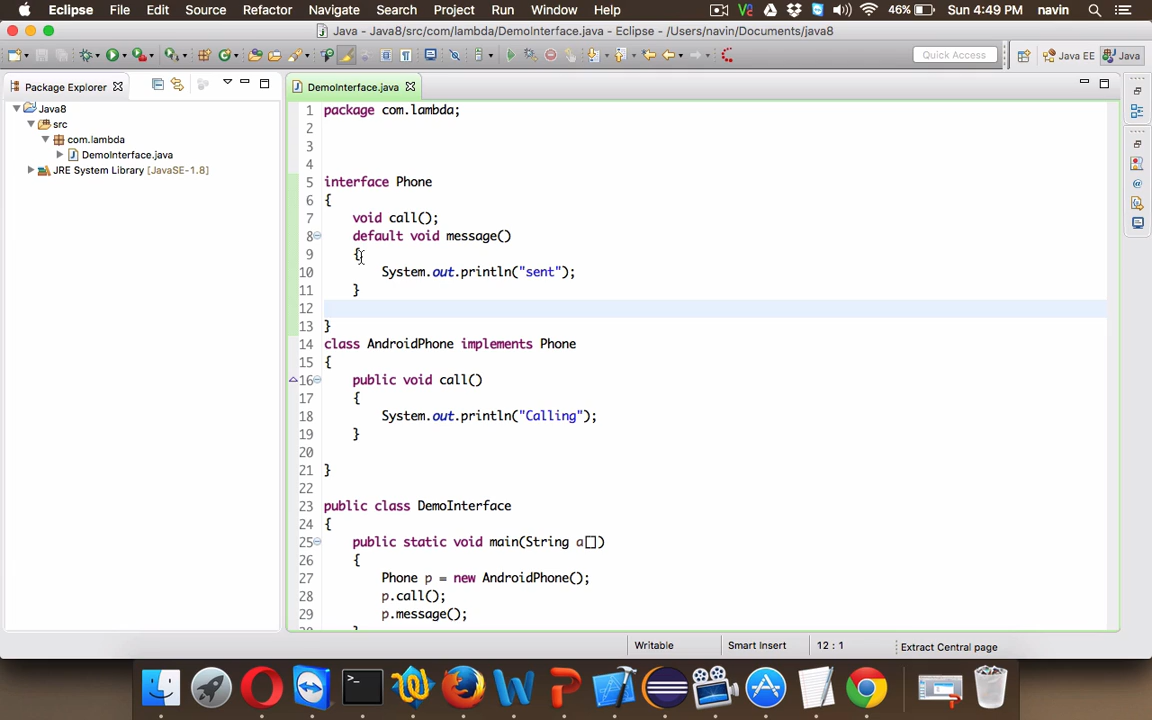 Eclipse File Edit Source Refactor Navigate Search Project Run Window Help 46% Sun 4:49 PM navin
Java - Java8/src/com/lambda/DemoInterface.java - Eclipse - /Users/navin/Documents/java8
Quick Access Java EE Java
Package Explorer
Java8
src
com.lambda
DemoInterface.java
JRE System Library [JavaSE-1.8]
DemoInterface.java
1 package com.lambda;
2
3
4
5 interface Phone
6 {
7 void call();
8 default void message()
9 {
10 System.out.println("sent");
11 }
12
13 }
14 class AndroidPhone implements Phone
15 {
16 public void call()
17 {
18 System.out.println("Calling");
19 }
20
21 }
22
23 public class DemoInterface
24 {
25 public static void main(String a[])
26 {
27 Phone p = new AndroidPhone();
28 p.call();
29 p.message();
Writable Smart Insert 12 : 1 Extract Central page